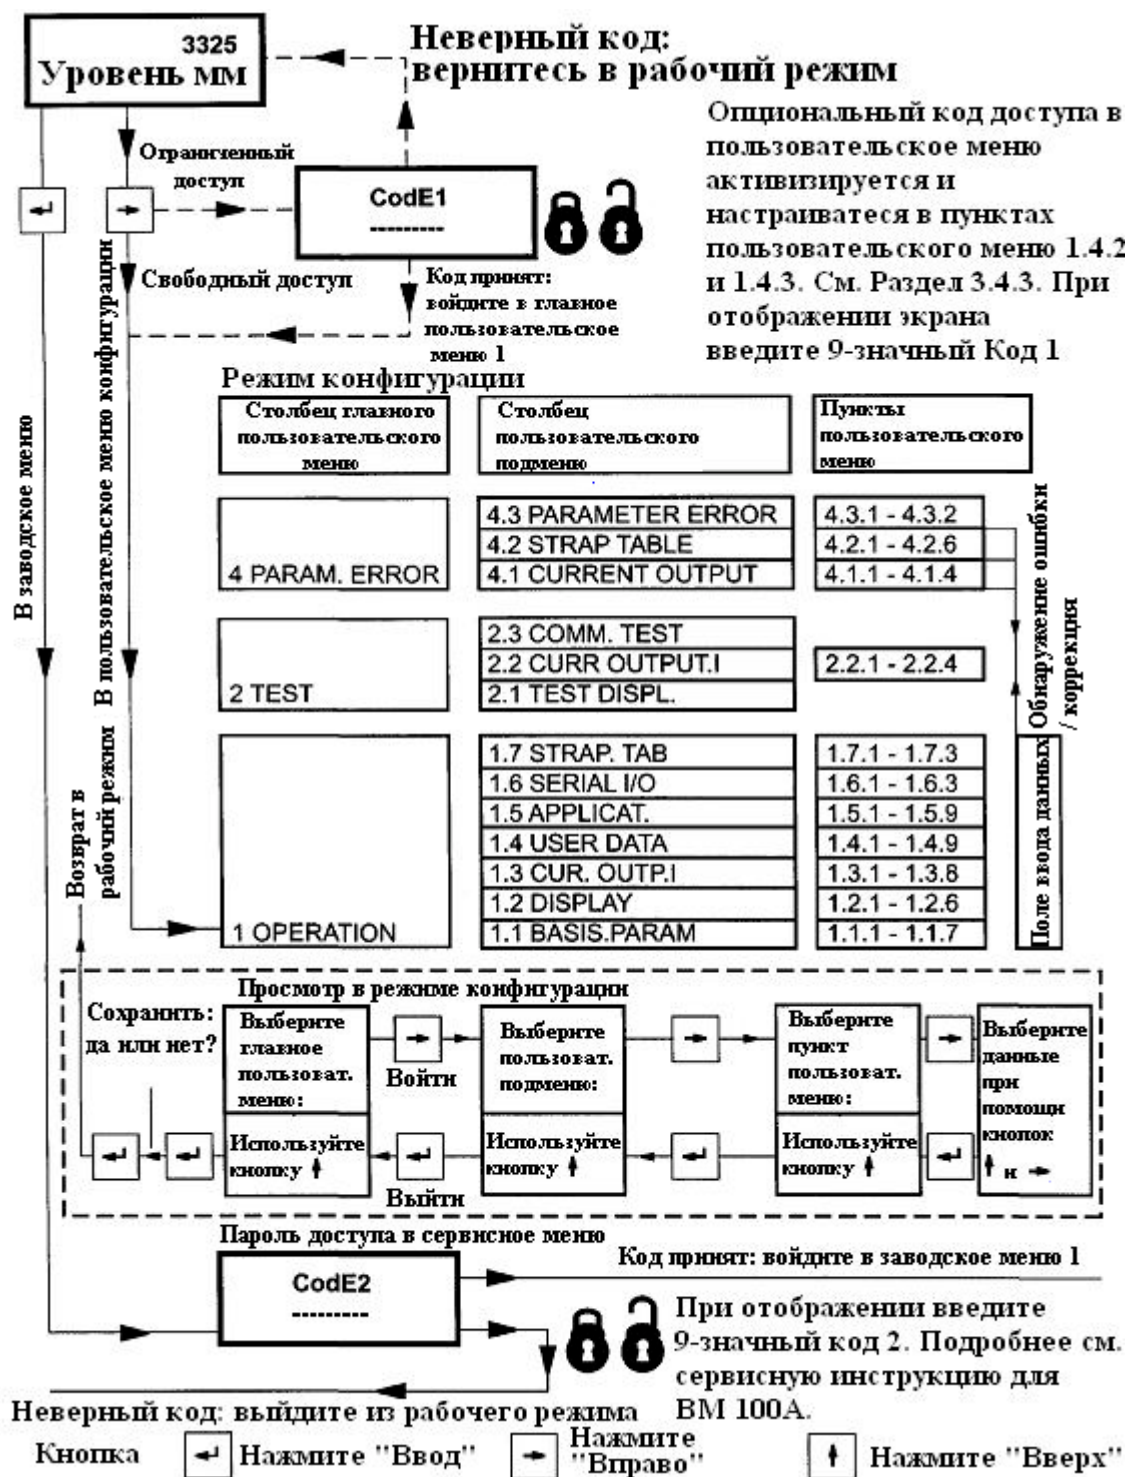 3325
Уровень мм
Неверный код:
вернитесь в рабочий режим
Ограниченный
доступ
CodE1
---------
Опциональный код доступа в
пользовательское меню
активизируется и
настраиватеся в пунктах
пользовательского меню 1.4.2
и 1.4.3. См. Раздел 3.4.3. При
отображении экрана
введите 9-значный Код 1
Свободный доступ
Код принят:
войдите в главное
пользовательское
меню 1
В заводское меню
В пользовательское меню конфигурации
Режим конфигурации
Столбец главного
пользовательского
меню
Столбец
пользовательского
подменю
Пункты
пользовательского
меню
4 PARAM. ERROR
4.3 PARAMETER ERROR
4.3.1 - 4.3.2
4.2 STRAP TABLE
4.2.1 - 4.2.6
4.1 CURRENT OUTPUT
4.1.1 - 4.1.4
2 TEST
2.3 COMM. TEST
2.2 CURR OUTPUT.I
2.2.1 - 2.2.4
2.1 TEST DISPL.
Обнаружение ошибки
/ коррекция
1 OPERATION
1.7 STRAP. TAB
1.7.1 - 1.7.3
1.6 SERIAL I/O
1.6.1 - 1.6.3
1.5 APPLICAT.
1.5.1 - 1.5.9
1.4 USER DATA
1.4.1 - 1.4.9
1.3 CUR. OUTP.I
1.3.1 - 1.3.8
1.2 DISPLAY
1.2.1 - 1.2.6
1.1 BASIS.PARAM
1.1.1 - 1.1.7
Поле ввода данных
Возврат в
рабочий режим
Просмотр в режиме конфигурации
Сохранить:
да или нет?
Выберите
главное
пользоват.
меню:
Войти
Выберите
пользоват.
подменю:
Выберите
пункт
пользоват.
меню:
Выберите
данные
при
помощи
кнопок
↑ и →
Используйте
кнопку ↑
Выйти
Используйте
кнопку ↑
Используйте
кнопку ↑
Пароль доступа в сервисное меню
CodE2
---------
Код принят: войдите в заводское меню 1
При отображении введите
9-значный код 2. Подробнее см.
сервисную инструкцию для
BM 100A.
Неверный код: выйдите из рабочего режима
Кнопка ↵ Нажмите "Ввод" → Нажмите
"Вправо" ↑ Нажмите "Вверх"